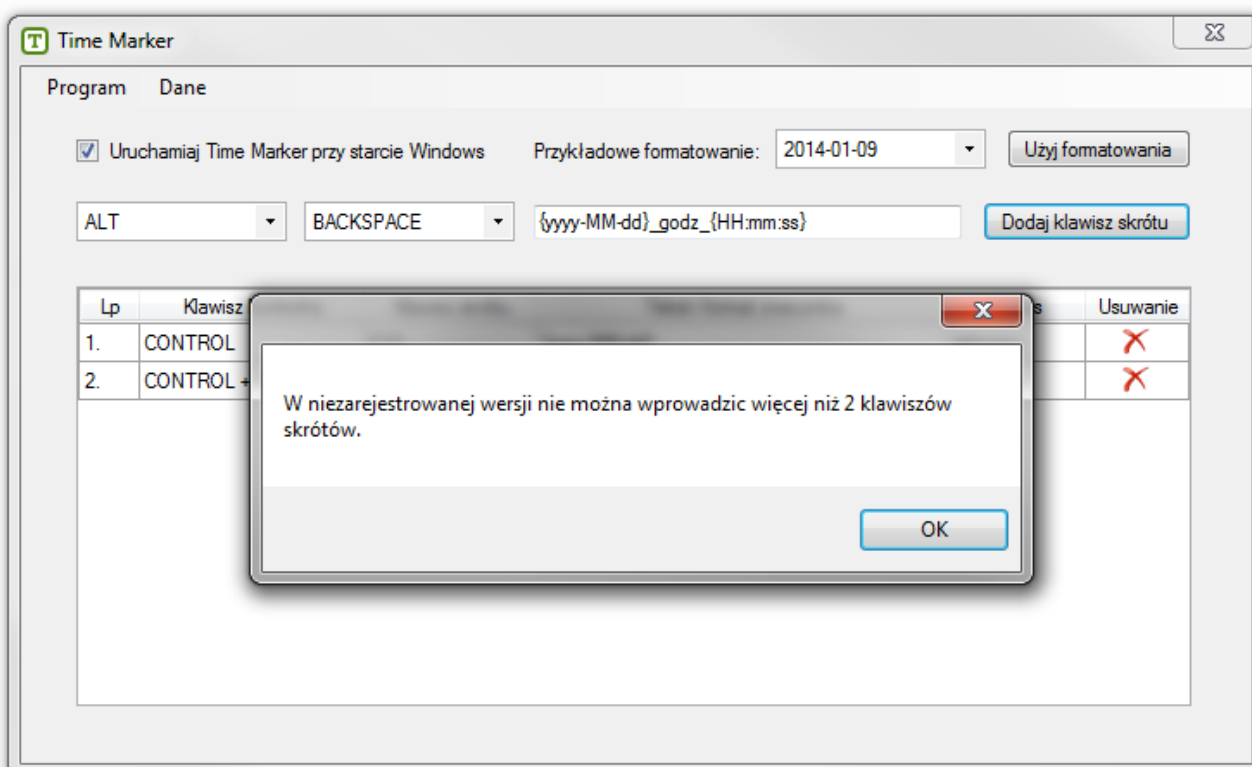 Time Marker
Program Dane
Uruchamiaj Time Marker przy starcie Windows Przykładowe formatowanie: 2014-01-09 Użyj formatowania
ALT BACKSPACE {yyyy-MM-dd}_godz_{HH:mm:ss} Dodaj klawisz skrótu
Lp Klawisz Usuwanie
1. CONTROL
2. CONTROL +
W niezarejestrowanej wersji nie można wprowadzic więcej niż 2 klawiszów
skrótów.
OK